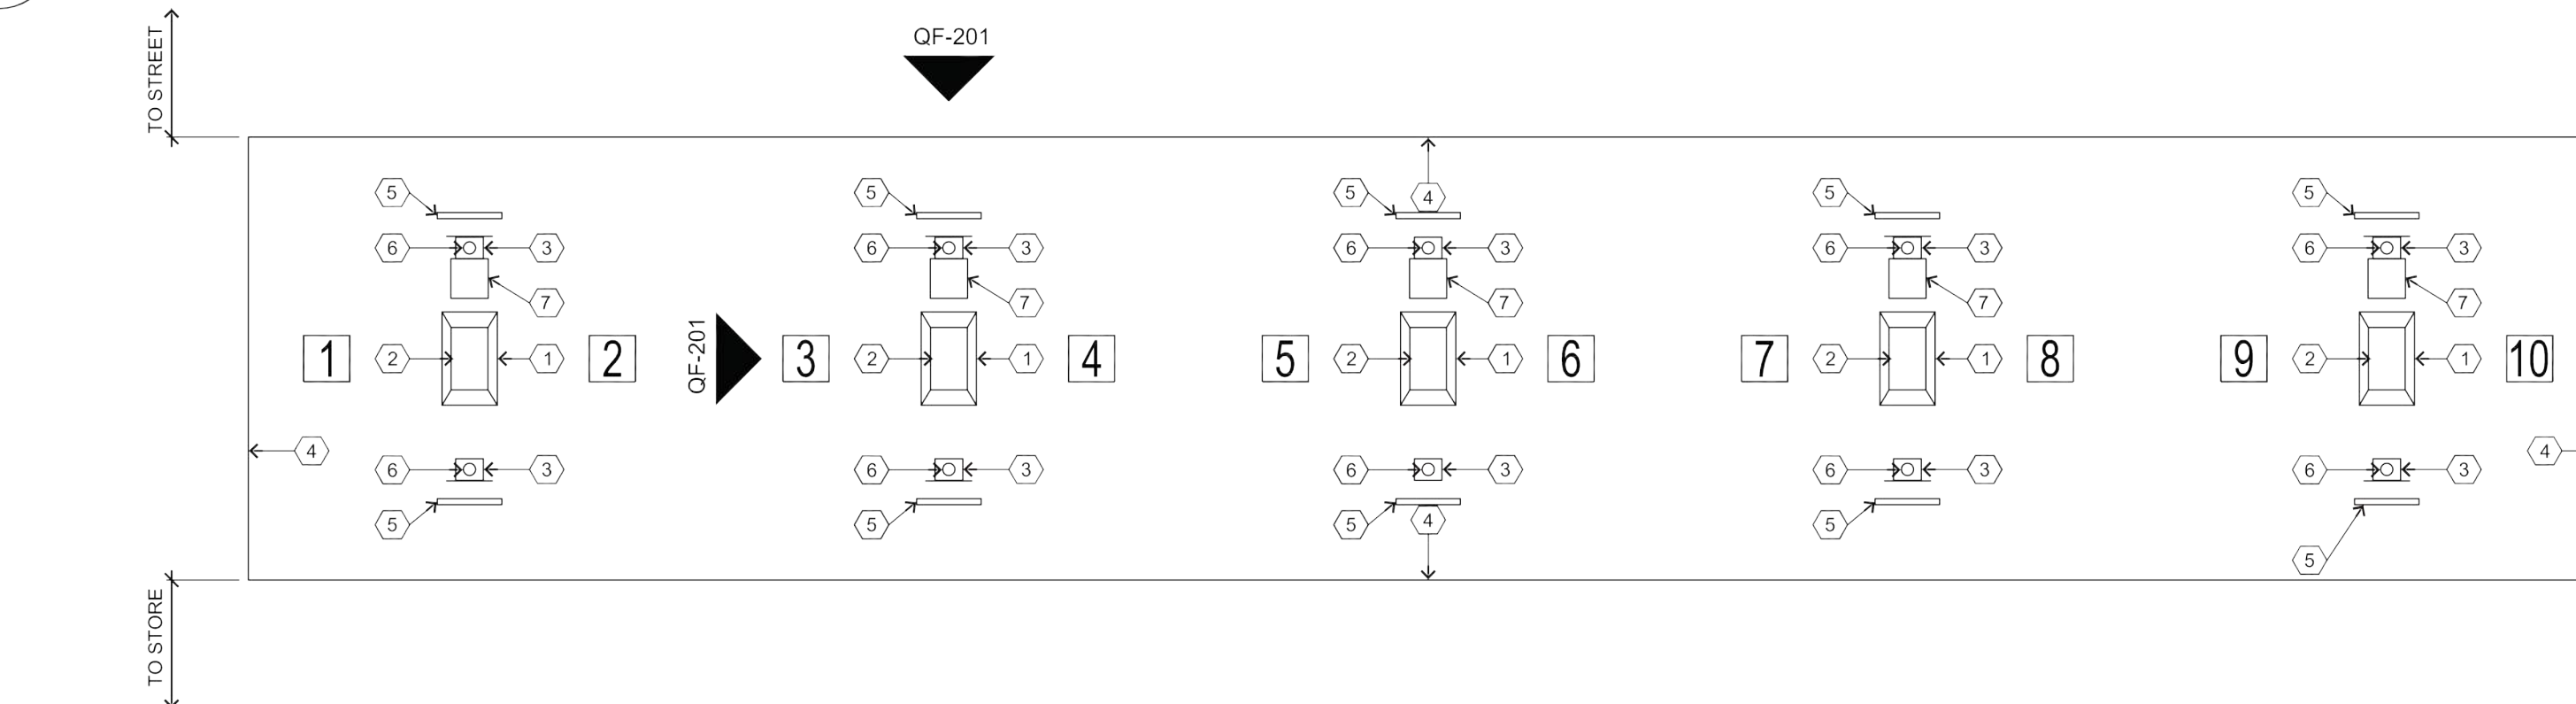 QF-201
TO STREET
5 5 5 4 5 5
6 3 6 3 6 3 6 3 6 3
7 7 7 7 7
QF-201
1 2 1 2 3 2 1 4 5 2 1 6 7 2 1 8 9 2 1 10
4 4
6 3 6 3 6 3 6 3 6 3
5 5 5 4 5
5
TO STORE